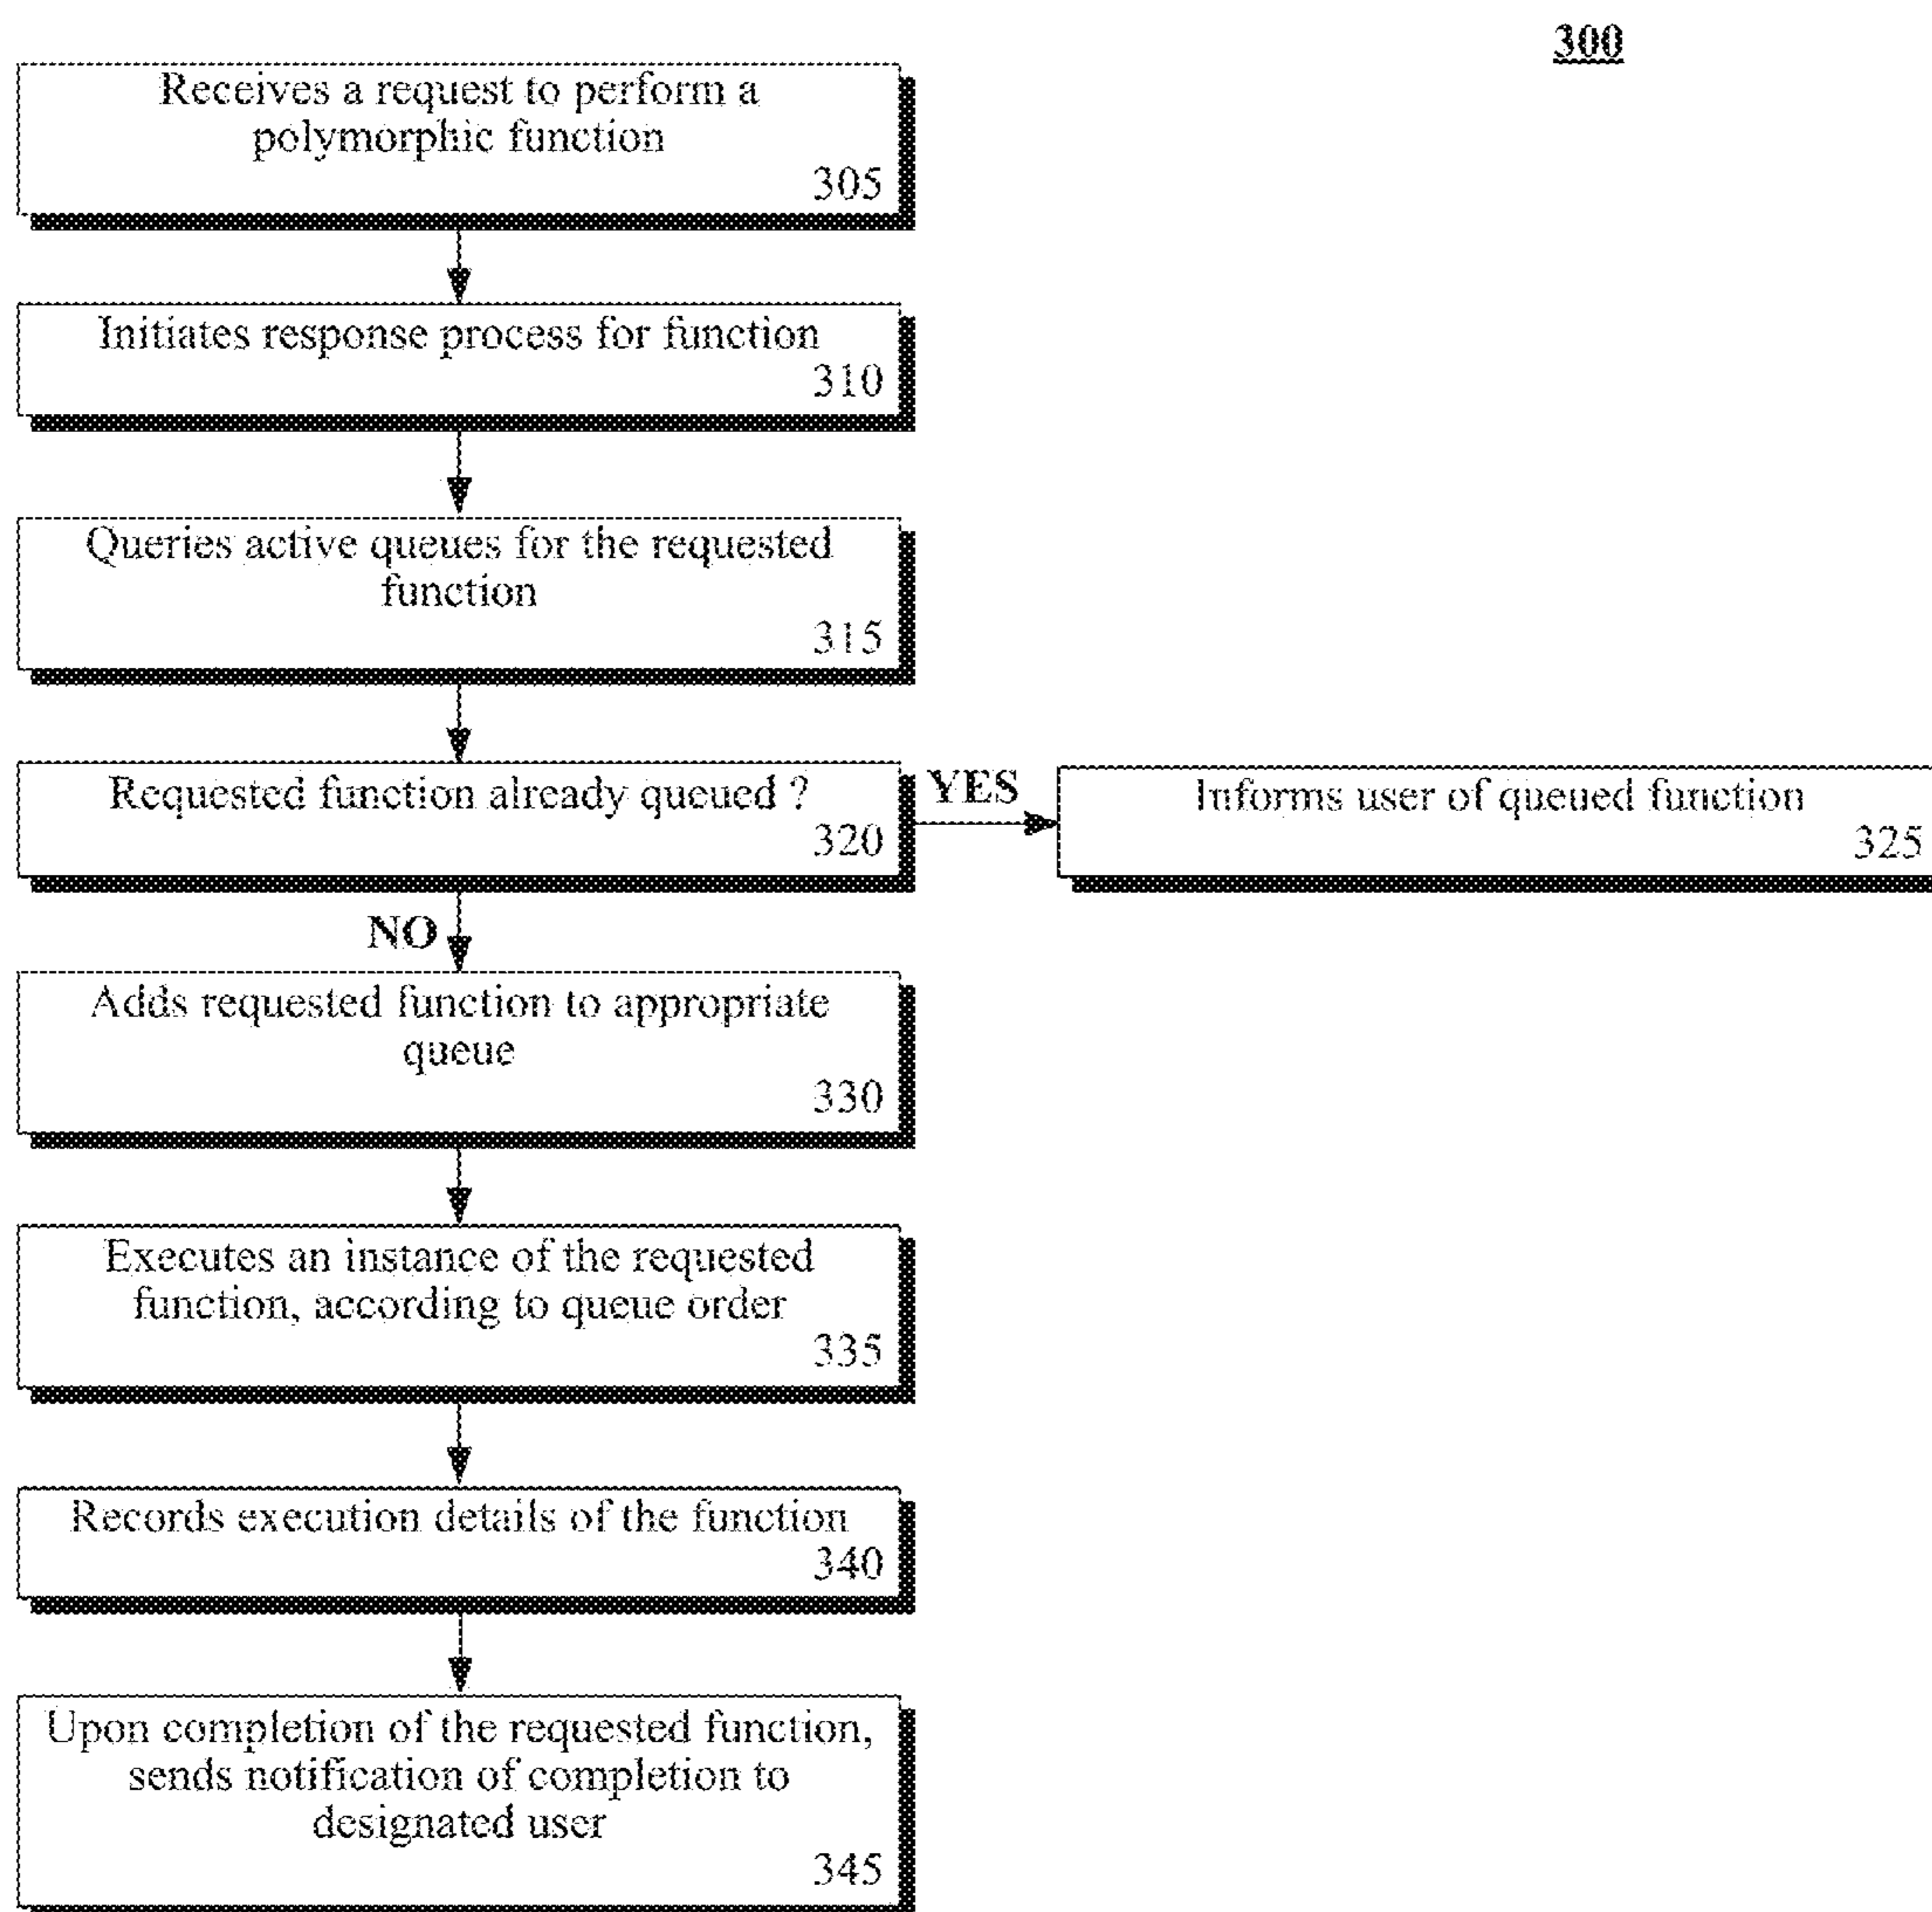 300
Receives a request to perform a
polymorphic function
305
Initiates response process for function
310
Queries active queues for the requested
function
315
Requested function already queued ?
320
YES
Informs user of queued function
325
NO
Adds requested function to appropriate
queue
330
Executes an instance of the requested
function, according to queue order
335
Records execution details of the function
340
Upon completion of the requested function,
sends notification of completion to
designated user
345